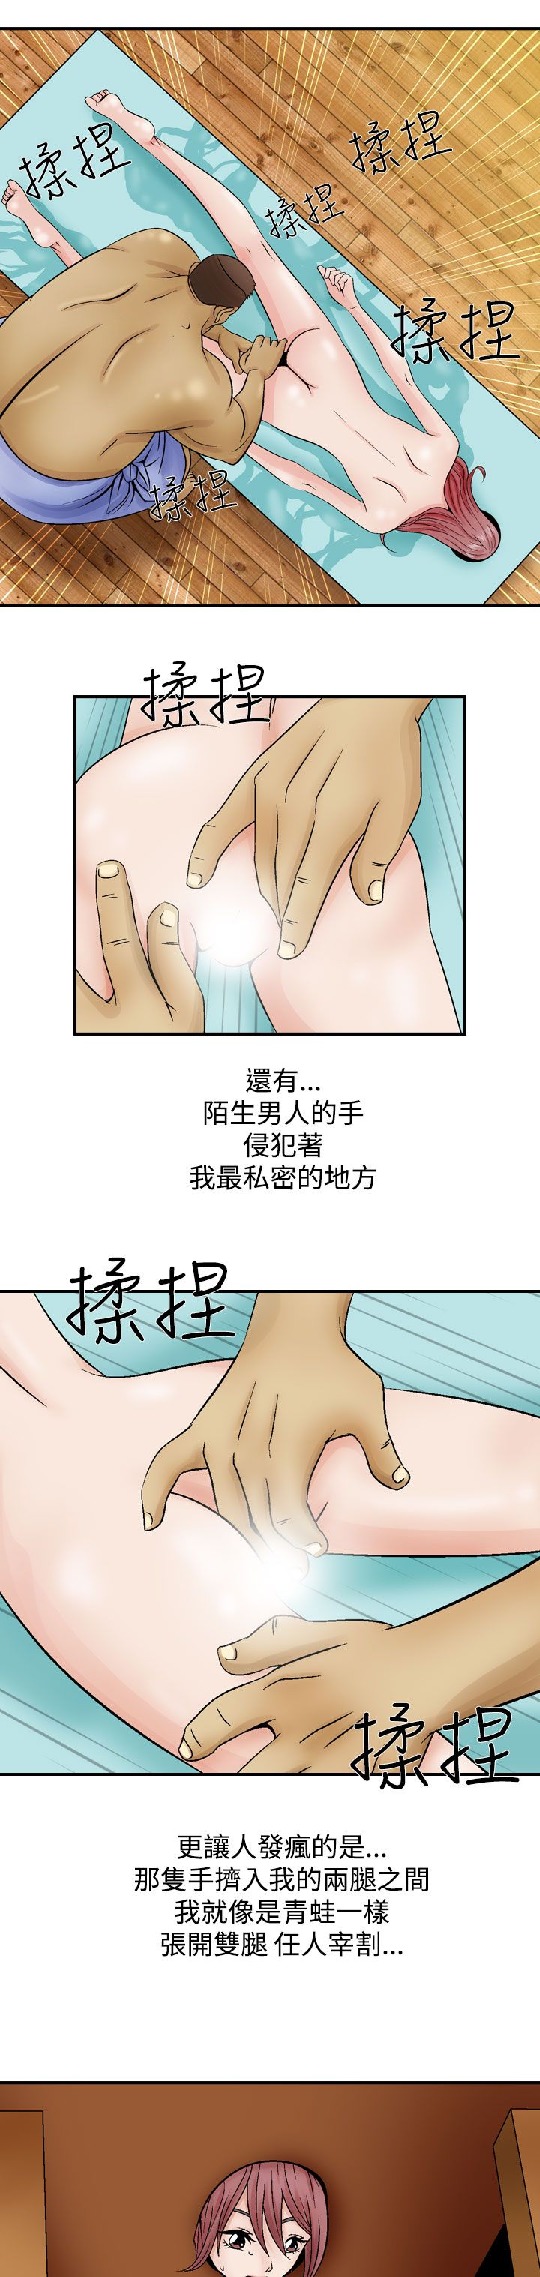 揉捏
揉捏
揉捏
揉捏
揉捏
揉捏
還有...
陌生男人的手
侵犯著
我最私密的地方
揉捏
揉捏
更讓人發瘋的是...
那隻手擠入我的兩腿之間
我就像是青蛙一樣
張開雙腿 任人宰割...